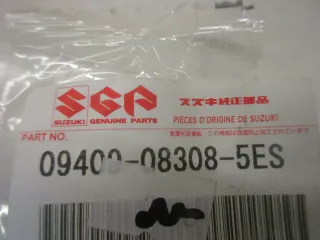 SGP
SUZUKI GENUINE PARTS
スズキ純正部品
PIÈCES D'ORIGINE DE SUZUKI
PART NO.
09400-08308-5ES